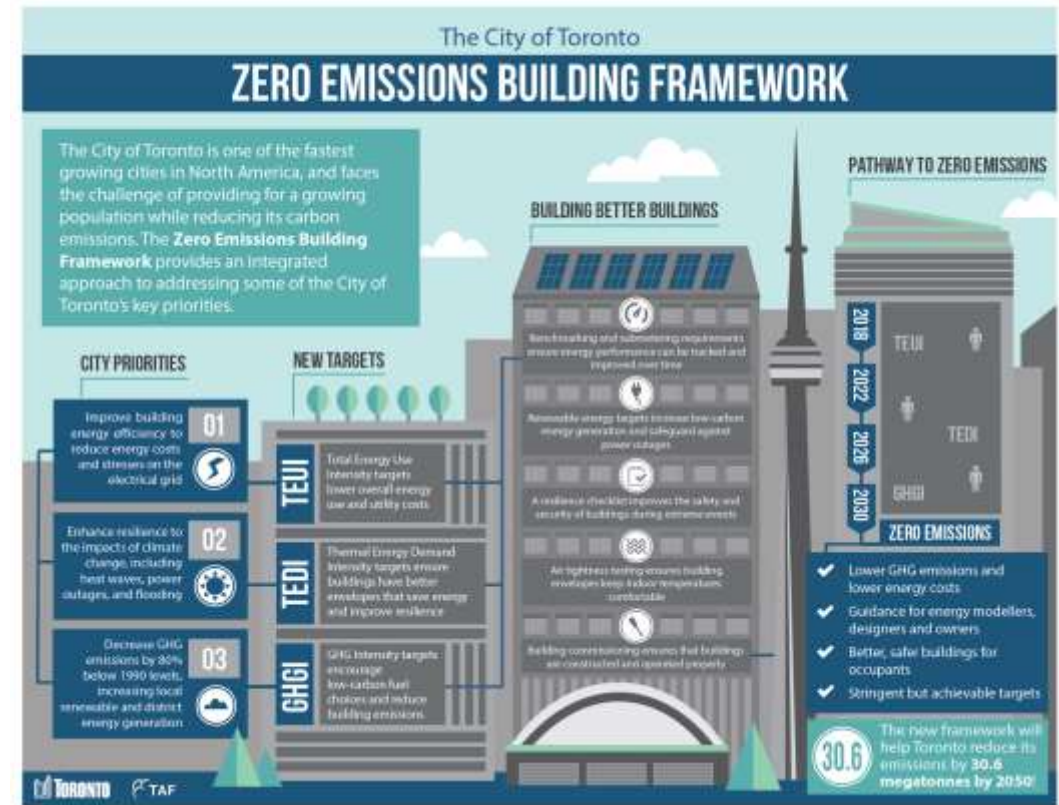 The City of Toronto
ZERO EMISSIONS BUILDING FRAMEWORK
The City of Toronto is one of the fastest
growing cities in North America, and faces
the challenge of providing for a growing
population while reducing its carbon
emissions. The Zero Emissions Building
Framework provides an integrated
approach to addressing some of the City of
Toronto's key priorities.
CITY PRIORITIES
Improve building
energy efficiency to
reduce energy costs
and stresses on the
electrical grid
01
Enhance resilience to
the impacts of climate
change, including
heat waves, power
outages, and flooding
02
Decrease GHG
emissions by 80%
below 1990 levels,
increasing local
renewable and district
energy generation
03
NEW TARGETS
TEUI
Total Energy Use
Intensity targets
lower overall energy
use and utility costs
TEDI
Thermal Energy Demand
Intensity targets ensure
buildings have better
envelopes that save energy
and improve resilience
GHGI
GHG Intensity targets
encourage
low-carbon fuel
choices and reduce
building emissions
BUILDING BETTER BUILDINGS
Benchmarking and submetering requirements
ensure energy performance can be tracked and
improved over time
Renewable energy targets increase low-carbon
energy generation and safeguard against
power outages
A resilience checklist improves the safety and
security of buildings during extreme events
Air tightness testing ensures building
envelopes keep indoor temperatures
comfortable
Building commissioning ensures that buildings
are constructed and operated properly
PATHWAY TO ZERO EMISSIONS
2018
2022
2026
2030
TEUI
TEDI
GHGI
ZERO EMISSIONS
Lower GHG emissions and
lower energy costs
Guidance for energy modellers,
designers and owners
Better, safer buildings for
occupants
Stringent but achievable targets
30.6
The new framework will
help Toronto reduce its
emissions by 30.6
megatonnes by 2050!
TORONTO
TAF